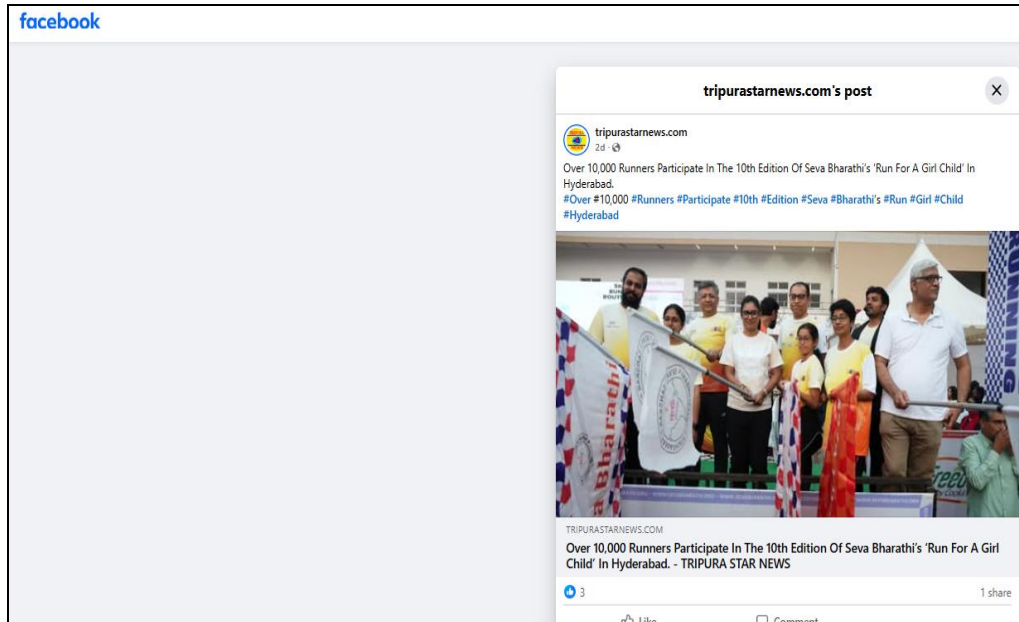 facebook
tripurastarnews.com's post
tripurastarnews.com
2d
Over 10,000 Runners Participate In The 10th Edition Of Seva Bharathi's 'Run For A Girl Child' In
Hyderabad.
#Over #10,000 #Runners #Participate #10th #Edition #Seva #Bharathi's #Run #Girl #Child
#Hyderabad
RUNNING
a Bharathi
TRIPURASTARNEWS.COM
Over 10,000 Runners Participate In The 10th Edition Of Seva Bharathi's 'Run For A Girl
Child' In Hyderabad. - TRIPURA STAR NEWS
3
1 share
Like
Comment